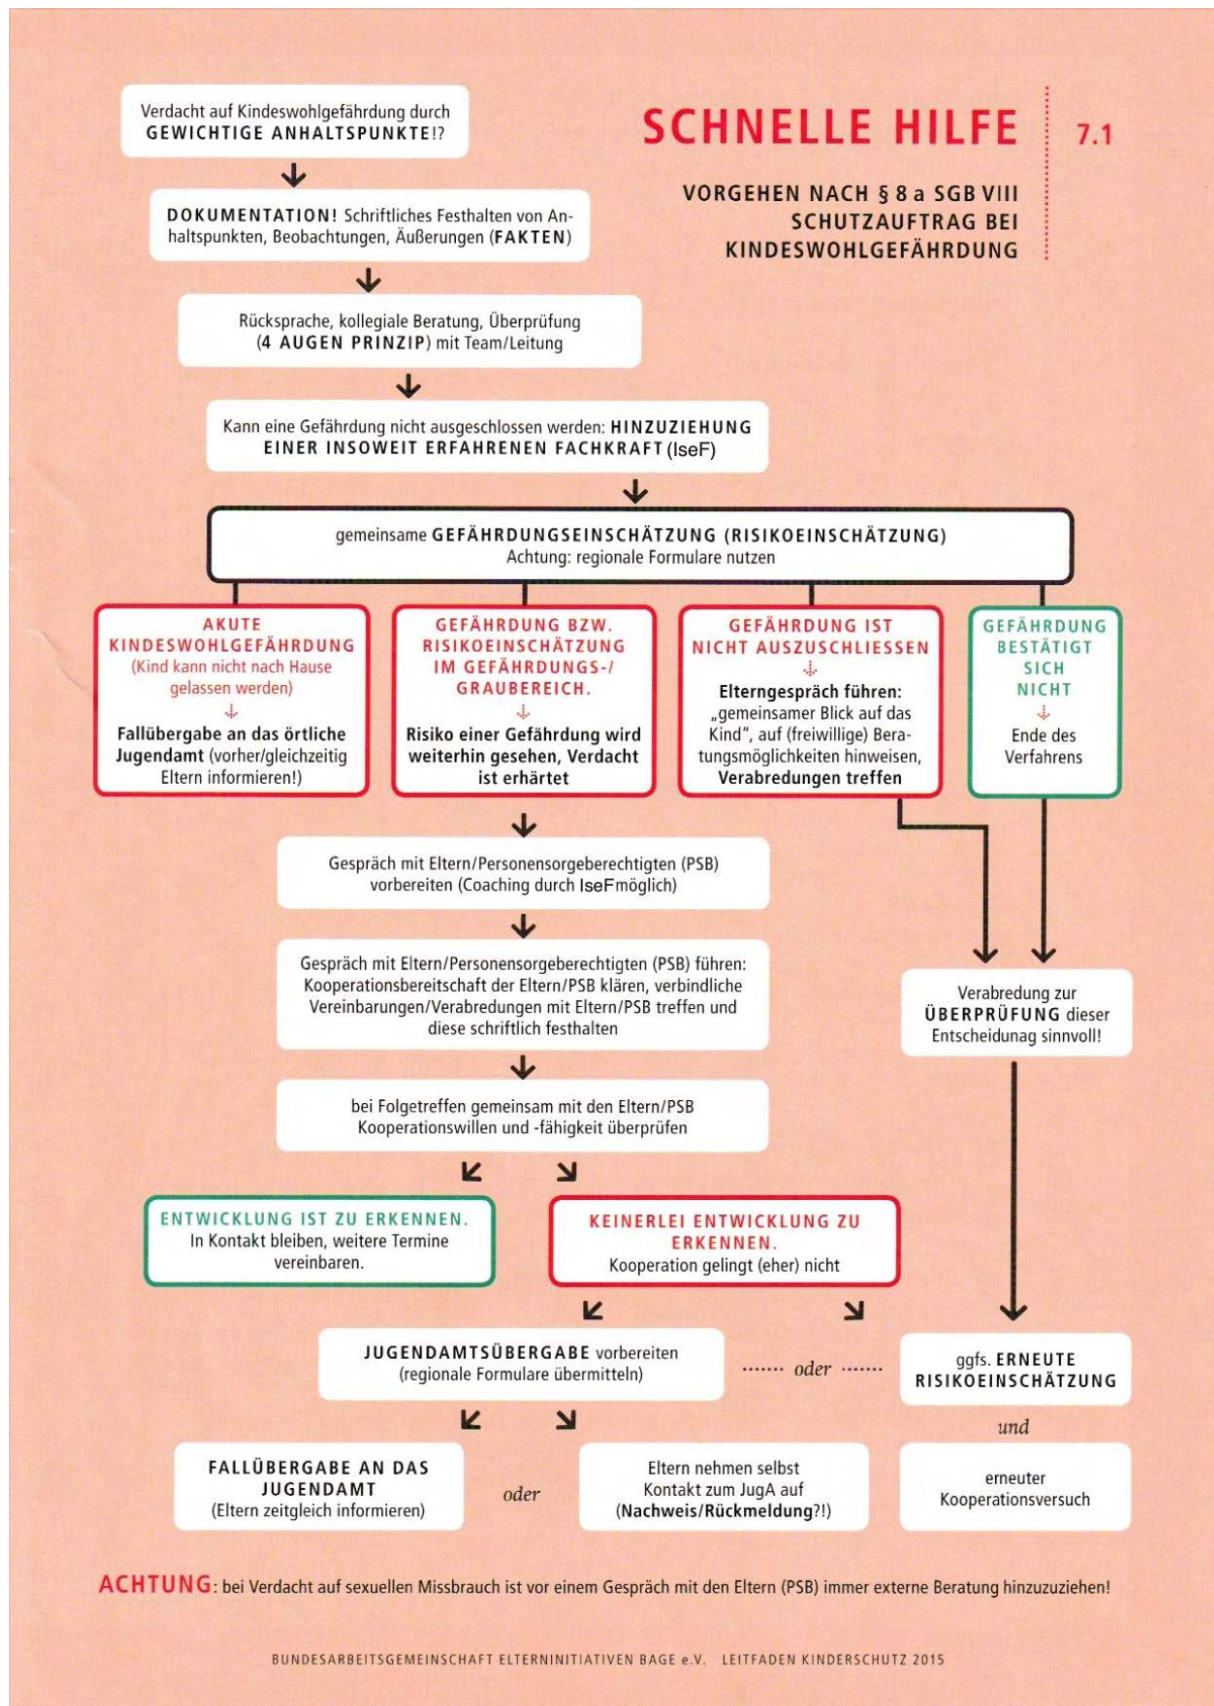 Verdacht auf Kindeswohlgefährdung durch
GEWICHTIGE ANHALTSPUNKTE!?
SCHNELLE HILFE
7.1
VORGEHEN NACH § 8 a SGB VIII
SCHUTZAUFTRAG BEI
KINDESWOHLGEFÄHRDUNG
DOKUMENTATION! Schriftliches Festhalten von An-
haltspunkten, Beobachtungen, Äußerungen (FAKTEN)
Rücksprache, kollegiale Beratung, Überprüfung
(4 AUGEN PRINZIP) mit Team/Leitung
Kann eine Gefährdung nicht ausgeschlossen werden: HINZUZIEHUNG
EINER INSOWEIT ERFAHRENEN FACHKRAFT (IseF)
gemeinsame GEFÄHRDUNGSEINSCHÄTZUNG (RISIKOEINSCHÄTZUNG)
Achtung: regionale Formulare nutzen
AKUTE
KINDESWOHLGEFÄHRDUNG
(Kind kann nicht nach Hause
gelassen werden)
Fallübergabe an das örtliche
Jugendamt (vorher/gleichzeitig
Eltern informieren!)
GEFÄHRDUNG BZW.
RISIKOEINSCHÄTZUNG
IM GEFÄHRDUNGS-/
GRAUBEREICH.
Risiko einer Gefährdung wird
weiterhin gesehen, Verdacht
ist erhärtet
GEFÄHRDUNG IST
NICHT AUSZUSCHLIESSEN
Elterngespräch führen:
„gemeinsamer Blick auf das
Kind“, auf (freiwillige) Bera-
tungsmöglichkeiten hinweisen,
Verabredungen treffen
GEFÄHRDUNG
BESTÄTIGT
SICH
NICHT
Ende des
Verfahrens
Gespräch mit Eltern/Personensorgeberechtigten (PSB)
vorbereiten (Coaching durch IseF möglich)
Gespräch mit Eltern/Personensorgeberechtigten (PSB) führen:
Kooperationsbereitschaft der Eltern/PSB klären, verbindliche
Vereinbarungen/Verabredungen mit Eltern/PSB treffen und
diese schriftlich festhalten
Verabredung zur
ÜBERPRÜFUNG dieser
Entscheidunag sinnvoll!
bei Folgetreffen gemeinsam mit den Eltern/PSB
Kooperationswillen und -fähigkeit überprüfen
ENTWICKLUNG IST ZU ERKENNEN.
In Kontakt bleiben, weitere Termine
vereinbaren.
KEINERLEI ENTWICKLUNG ZU
ERKENNEN.
Kooperation gelingt (eher) nicht
JUGENDAMTSÜBERGABE vorbereiten
(regionale Formulare übermitteln)
······· oder ·······
ggfs. ERNEUTE
RISIKOEINSCHÄTZUNG
und
FALLÜBERGABE AN DAS
JUGENDAMT
(Eltern zeitgleich informieren)
oder
Eltern nehmen selbst
Kontakt zum JugA auf
(Nachweis/Rückmeldung?!)
erneuter
Kooperationsversuch
ACHTUNG: bei Verdacht auf sexuellen Missbrauch ist vor einem Gespräch mit den Eltern (PSB) immer externe Beratung hinzuzuziehen!
BUNDESARBEITSGEMEINSCHAFT ELTERNINITIATIVEN BAGE e.V. LEITFADEN KINDERSCHUTZ 2015